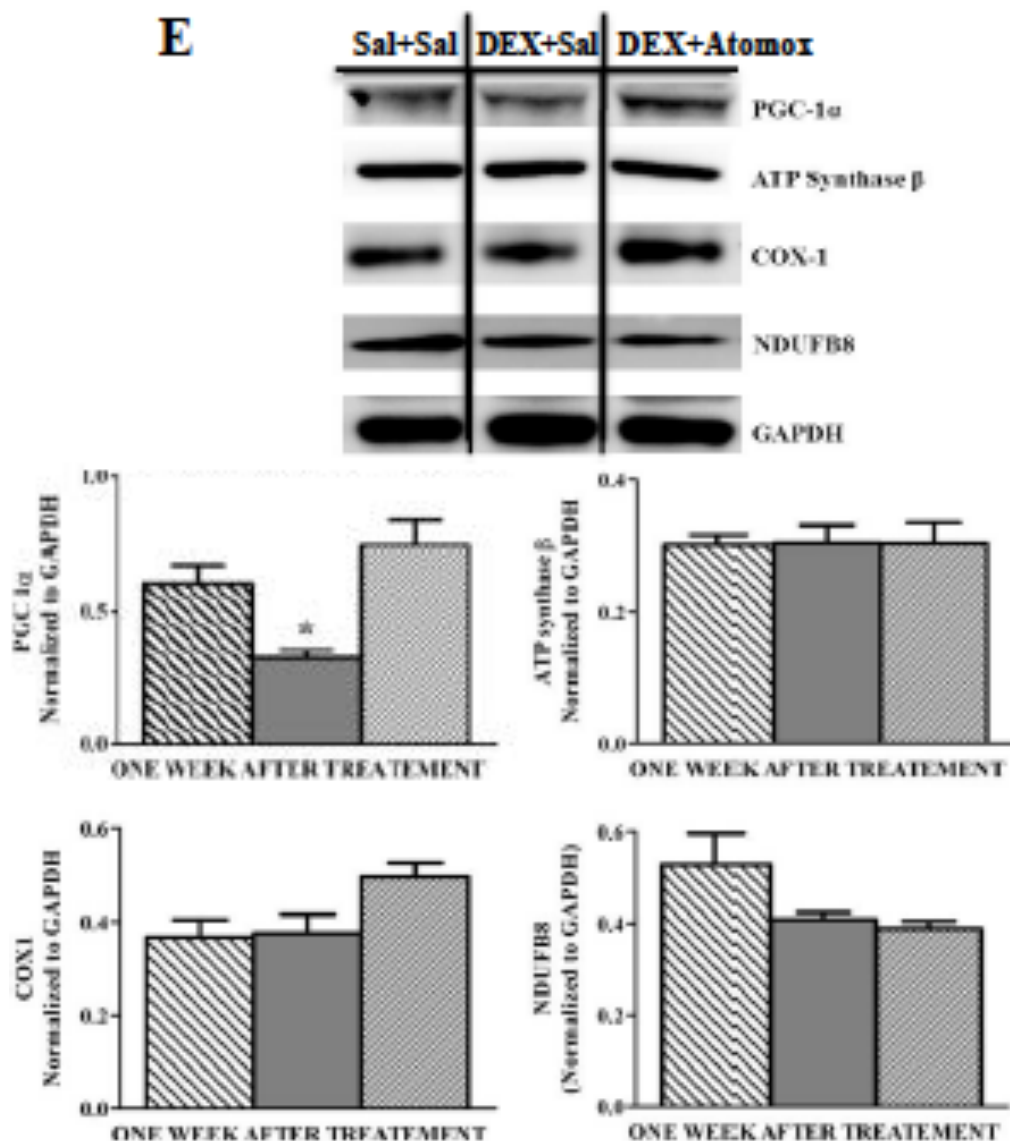 E
Sal+Sal DEX+Sal DEX+Atomox
PGC-1α
ATP Synthase β
COX-1
NDUFB8
GAPDH
PGC 1α
Normalized to GAPDH
1.0
0.5
0.0
*
ONE WEEK AFTER TREATEMENT
ATP synthase β
Normalized to GAPDH
0.4
0.2
0.0
ONE WEEK AFTER TREATEMENT
COX1
Normalized to GAPDH
0.6
0.4
0.2
0.0
ONE WEEK AFTER TREATEMENT
NDUFB8
(Normalized to GAPDH)
0.6
0.4
0.2
0.0
ONE WEEK AFTER TREATEMENT